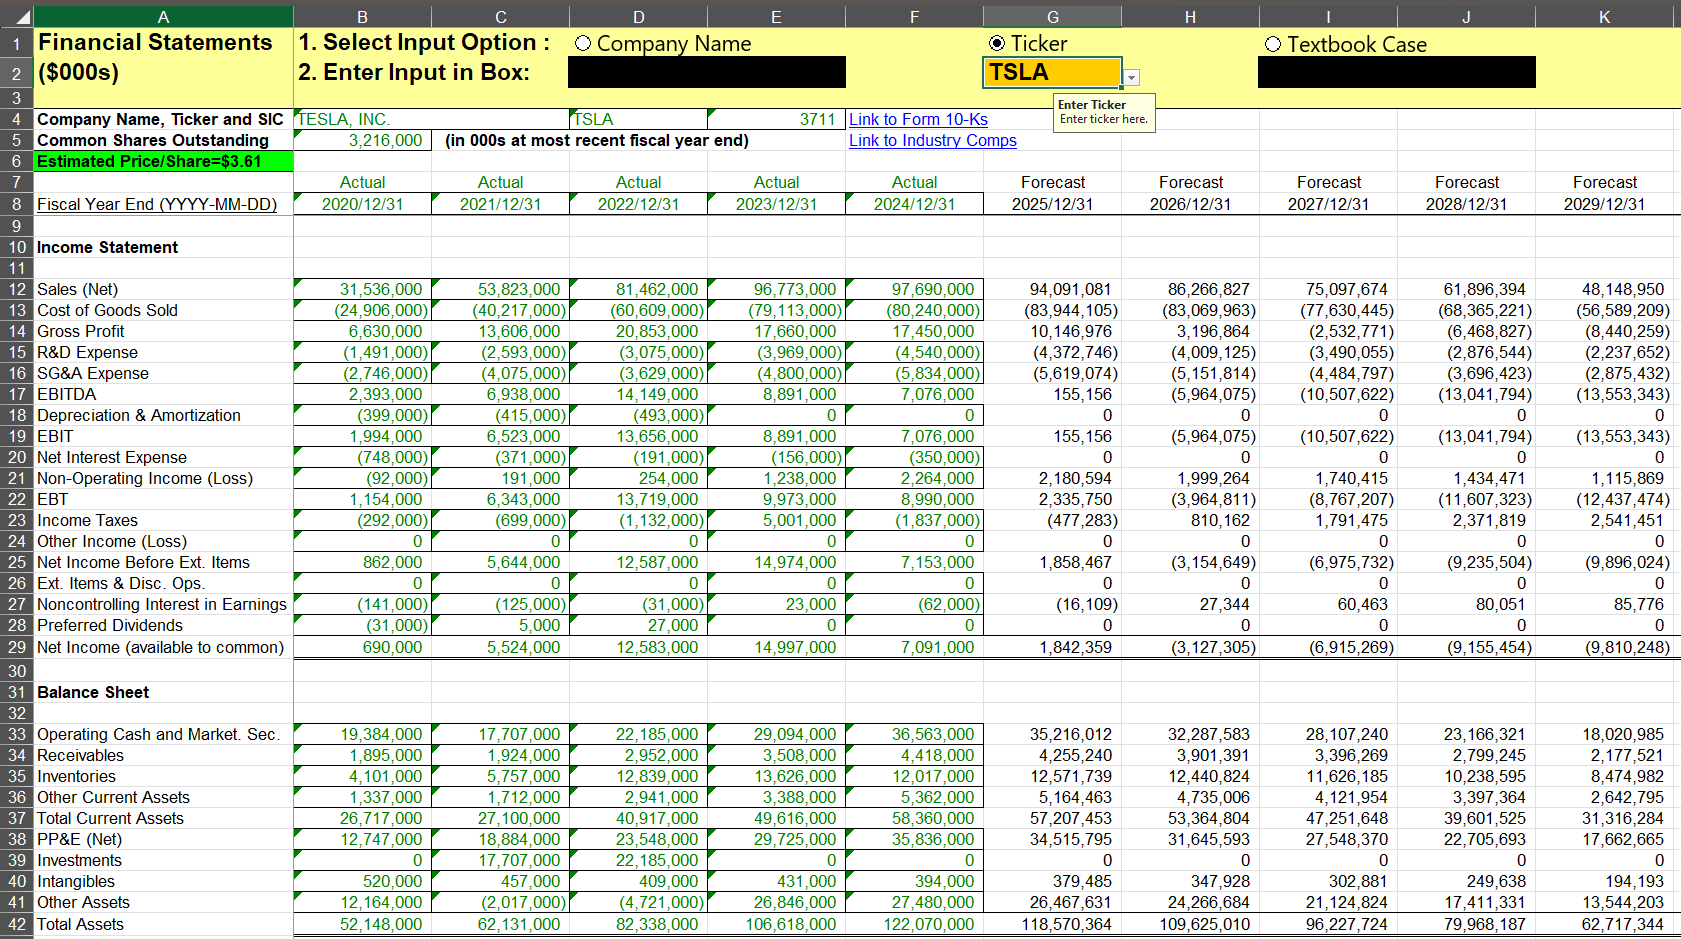 A B C D E F G H I J K
1 Financial Statements 1. Select Input Option : Company Name Ticker Textbook Case
2 ($000s) 2. Enter Input in Box: TSLA
3 Enter Ticker
Enter ticker here.
4 Company Name, Ticker and SIC TESLA, INC. TSLA 3711 Link to Form 10-Ks
5 Common Shares Outstanding 3,216,000 (in 000s at most recent fiscal year end) Link to Industry Comps
6 Estimated Price/Share=$3.61
7 Actual Actual Actual Actual Actual Forecast Forecast Forecast Forecast Forecast
8 Fiscal Year End (YYYY-MM-DD) 2020/12/31 2021/12/31 2022/12/31 2023/12/31 2024/12/31 2025/12/31 2026/12/31 2027/12/31 2028/12/31 2029/12/31
9
10 Income Statement
11
12 Sales (Net) 31,536,000 53,823,000 81,462,000 96,773,000 97,690,000 94,091,081 86,266,827 75,097,674 61,896,394 48,148,950
13 Cost of Goods Sold (24,906,000) (40,217,000) (60,609,000) (79,113,000) (80,240,000) (83,944,105) (83,069,963) (77,630,445) (68,365,221) (56,589,209)
14 Gross Profit 6,630,000 13,606,000 20,853,000 17,660,000 17,450,000 10,146,976 3,196,864 (2,532,771) (6,468,827) (8,440,259)
15 R&D Expense (1,491,000) (2,593,000) (3,075,000) (3,969,000) (4,540,000) (4,372,746) (4,009,125) (3,490,055) (2,876,544) (2,237,652)
16 SG&A Expense (2,746,000) (4,075,000) (3,629,000) (4,800,000) (5,834,000) (5,619,074) (5,151,814) (4,484,797) (3,696,423) (2,875,432)
17 EBITDA 2,393,000 6,938,000 14,149,000 8,891,000 7,076,000 155,156 (5,964,075) (10,507,622) (13,041,794) (13,553,343)
18 Depreciation & Amortization (399,000) (415,000) (493,000) 0 0 0 0 0 0 0
19 EBIT 1,994,000 6,523,000 13,656,000 8,891,000 7,076,000 155,156 (5,964,075) (10,507,622) (13,041,794) (13,553,343)
20 Net Interest Expense (748,000) (371,000) (191,000) (156,000) (350,000) 0 0 0 0 0
21 Non-Operating Income (Loss) (92,000) 191,000 254,000 1,238,000 2,264,000 2,180,594 1,999,264 1,740,415 1,434,471 1,115,869
22 EBT 1,154,000 6,343,000 13,719,000 9,973,000 8,990,000 2,335,750 (3,964,811) (8,767,207) (11,607,323) (12,437,474)
23 Income Taxes (292,000) (699,000) (1,132,000) 5,001,000 (1,837,000) (477,283) 810,162 1,791,475 2,371,819 2,541,451
24 Other Income (Loss) 0 0 0 0 0 0 0 0 0 0
25 Net Income Before Ext. Items 862,000 5,644,000 12,587,000 14,974,000 7,153,000 1,858,467 (3,154,649) (6,975,732) (9,235,504) (9,896,024)
26 Ext. Items & Disc. Ops. 0 0 0 0 0 0 0 0 0 0
27 Noncontrolling Interest in Earnings (141,000) (125,000) (31,000) 23,000 (62,000) (16,109) 27,344 60,463 80,051 85,776
28 Preferred Dividends (31,000) 5,000 27,000 0 0 0 0 0 0 0
29 Net Income (available to common) 690,000 5,524,000 12,583,000 14,997,000 7,091,000 1,842,359 (3,127,305) (6,915,269) (9,155,454) (9,810,248)
30
31 Balance Sheet
32
33 Operating Cash and Market. Sec. 19,384,000 17,707,000 22,185,000 29,094,000 36,563,000 35,216,012 32,287,583 28,107,240 23,166,321 18,020,985
34 Receivables 1,895,000 1,924,000 2,952,000 3,508,000 4,418,000 4,255,240 3,901,391 3,396,269 2,799,245 2,177,521
35 Inventories 4,101,000 5,757,000 12,839,000 13,626,000 12,017,000 12,571,739 12,440,824 11,626,185 10,238,595 8,474,982
36 Other Current Assets 1,337,000 1,712,000 2,941,000 3,388,000 5,362,000 5,164,463 4,735,006 4,121,954 3,397,364 2,642,795
37 Total Current Assets 26,717,000 27,100,000 40,917,000 49,616,000 58,360,000 57,207,453 53,364,804 47,251,648 39,601,525 31,316,284
38 PP&E (Net) 12,747,000 18,884,000 23,548,000 29,725,000 35,836,000 34,515,795 31,645,593 27,548,370 22,705,693 17,662,665
39 Investments 0 17,707,000 22,185,000 0 0 0 0 0 0 0
40 Intangibles 520,000 457,000 409,000 431,000 394,000 379,485 347,928 302,881 249,638 194,193
41 Other Assets 12,164,000 (2,017,000) (4,721,000) 26,846,000 27,480,000 26,467,631 24,266,684 21,124,824 17,411,331 13,544,203
42 Total Assets 52,148,000 62,131,000 82,338,000 106,618,000 122,070,000 118,570,364 109,625,010 96,227,724 79,968,187 62,717,344